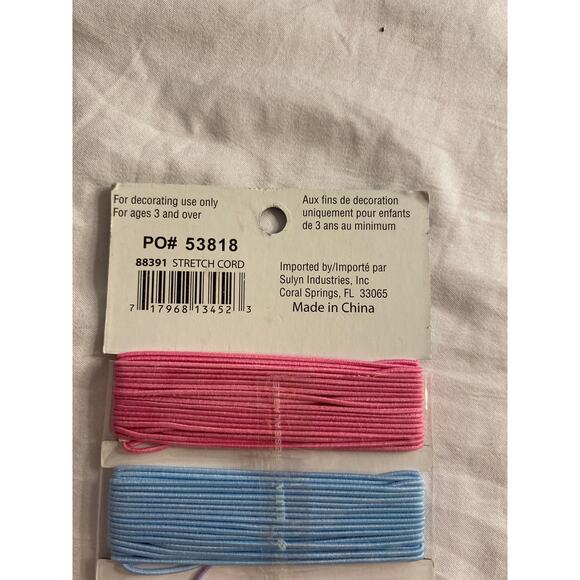 For decorating use only
For ages 3 and over
Aux fins de decoration
uniquement pour enfants
de 3 ans au minimum
PO# 53818
88391 STRETCH CORD
7 17968 13452 3
Imported by/Importé par
Sulyn Industries, Inc
Coral Springs, FL 33065
Made in China